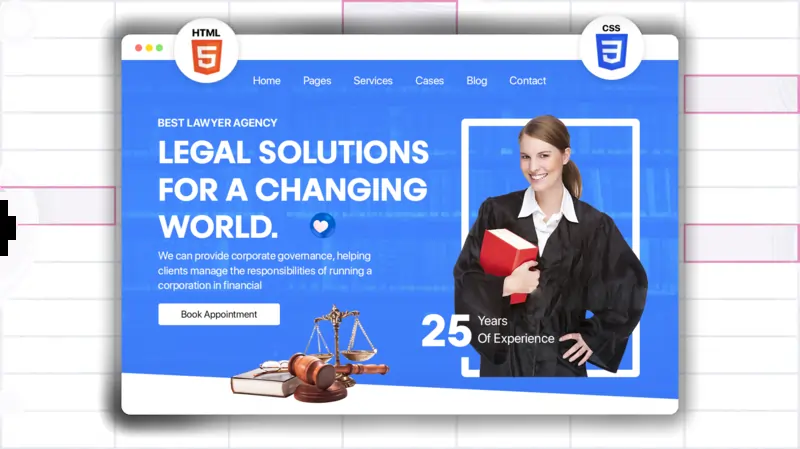 HTML
5
CSS
3
Home Pages Services Cases Blog Contact
BEST LAWYER AGENCY
LEGAL SOLUTIONS
FOR A CHANGING
WORLD.
We can provide corporate governance, helping
clients manage the responsibilities of running a
corporation in financial
Book Appointment
25 Years
Of Experience